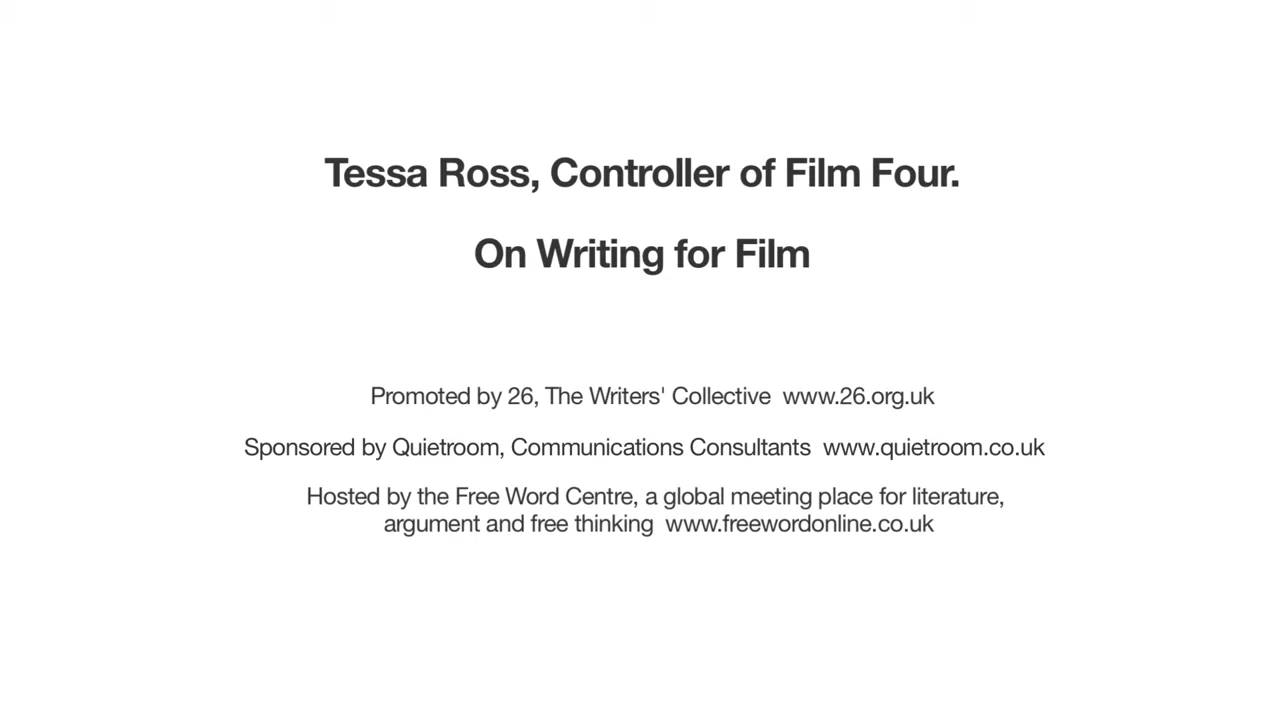 Tessa Ross, Controller of Film Four.
On Writing for Film
Promoted by 26, The Writers' Collective  www.26.org.uk
Sponsored by Quietroom, Communications Consultants  www.quietroom.co.uk
Hosted by the Free Word Centre, a global meeting place for literature,
argument and free thinking  www.freewordonline.co.uk